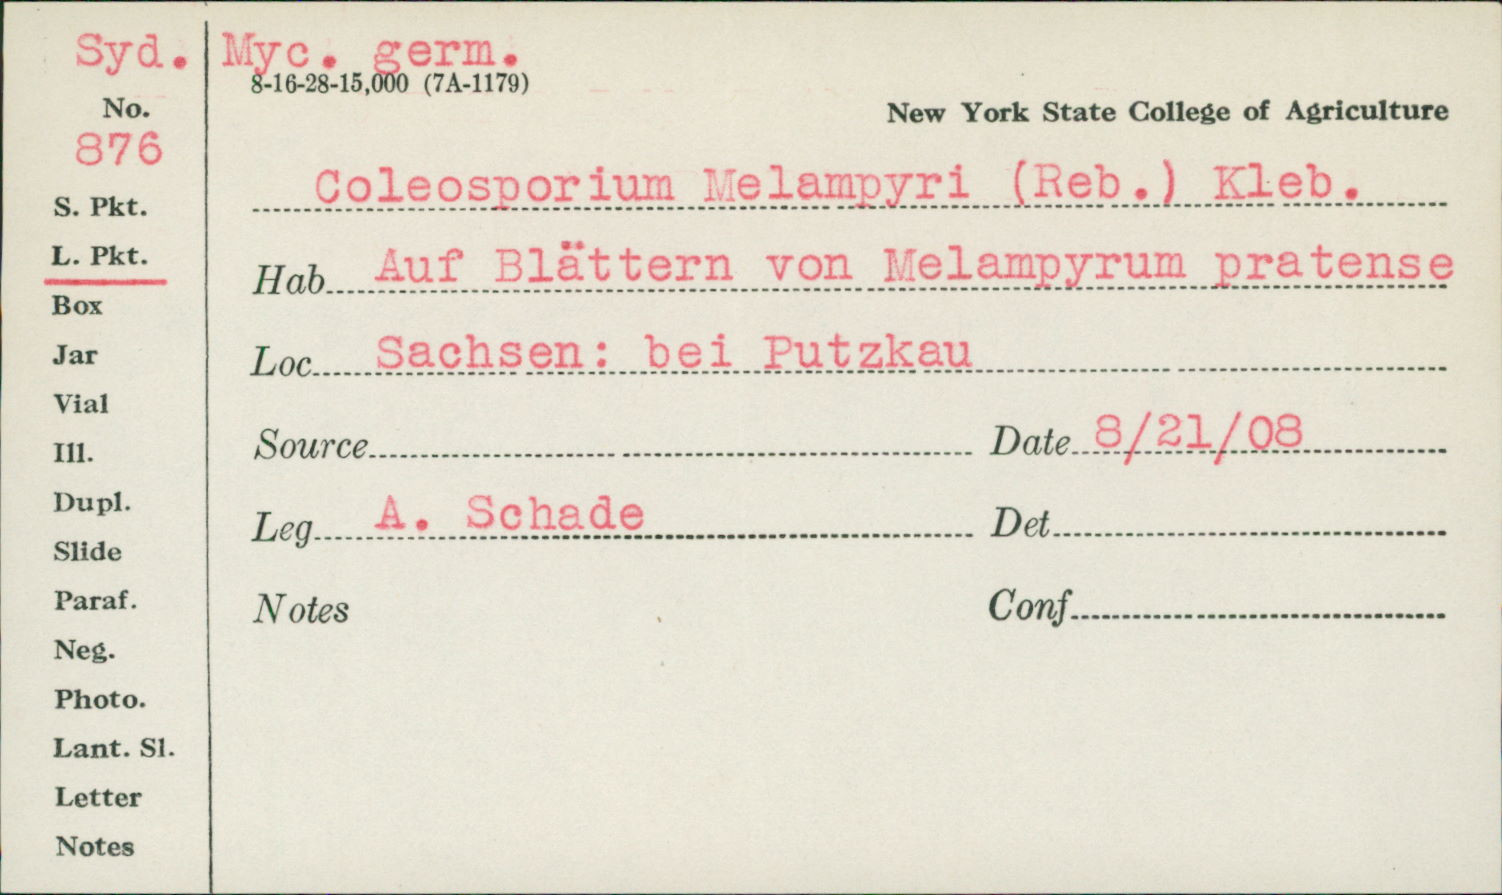 Syd. Myc. germ.
8-16-28-15,000 (7A-1179)
No.
New York State College of Agriculture
876
Coleosporium Melampyri (Reb.) Kleb.
S. Pkt.
L. Pkt.
Hab Auf Blättern von Melampyrum pratense
Box
Jar
Loc Sachsen: bei Putzkau
Vial
Ill.
Source Date 8/21/08
Dupl.
Leg A. Schade Det
Slide
Paraf.
Notes Conf
Neg.
Photo.
Lant. Sl.
Letter
Notes